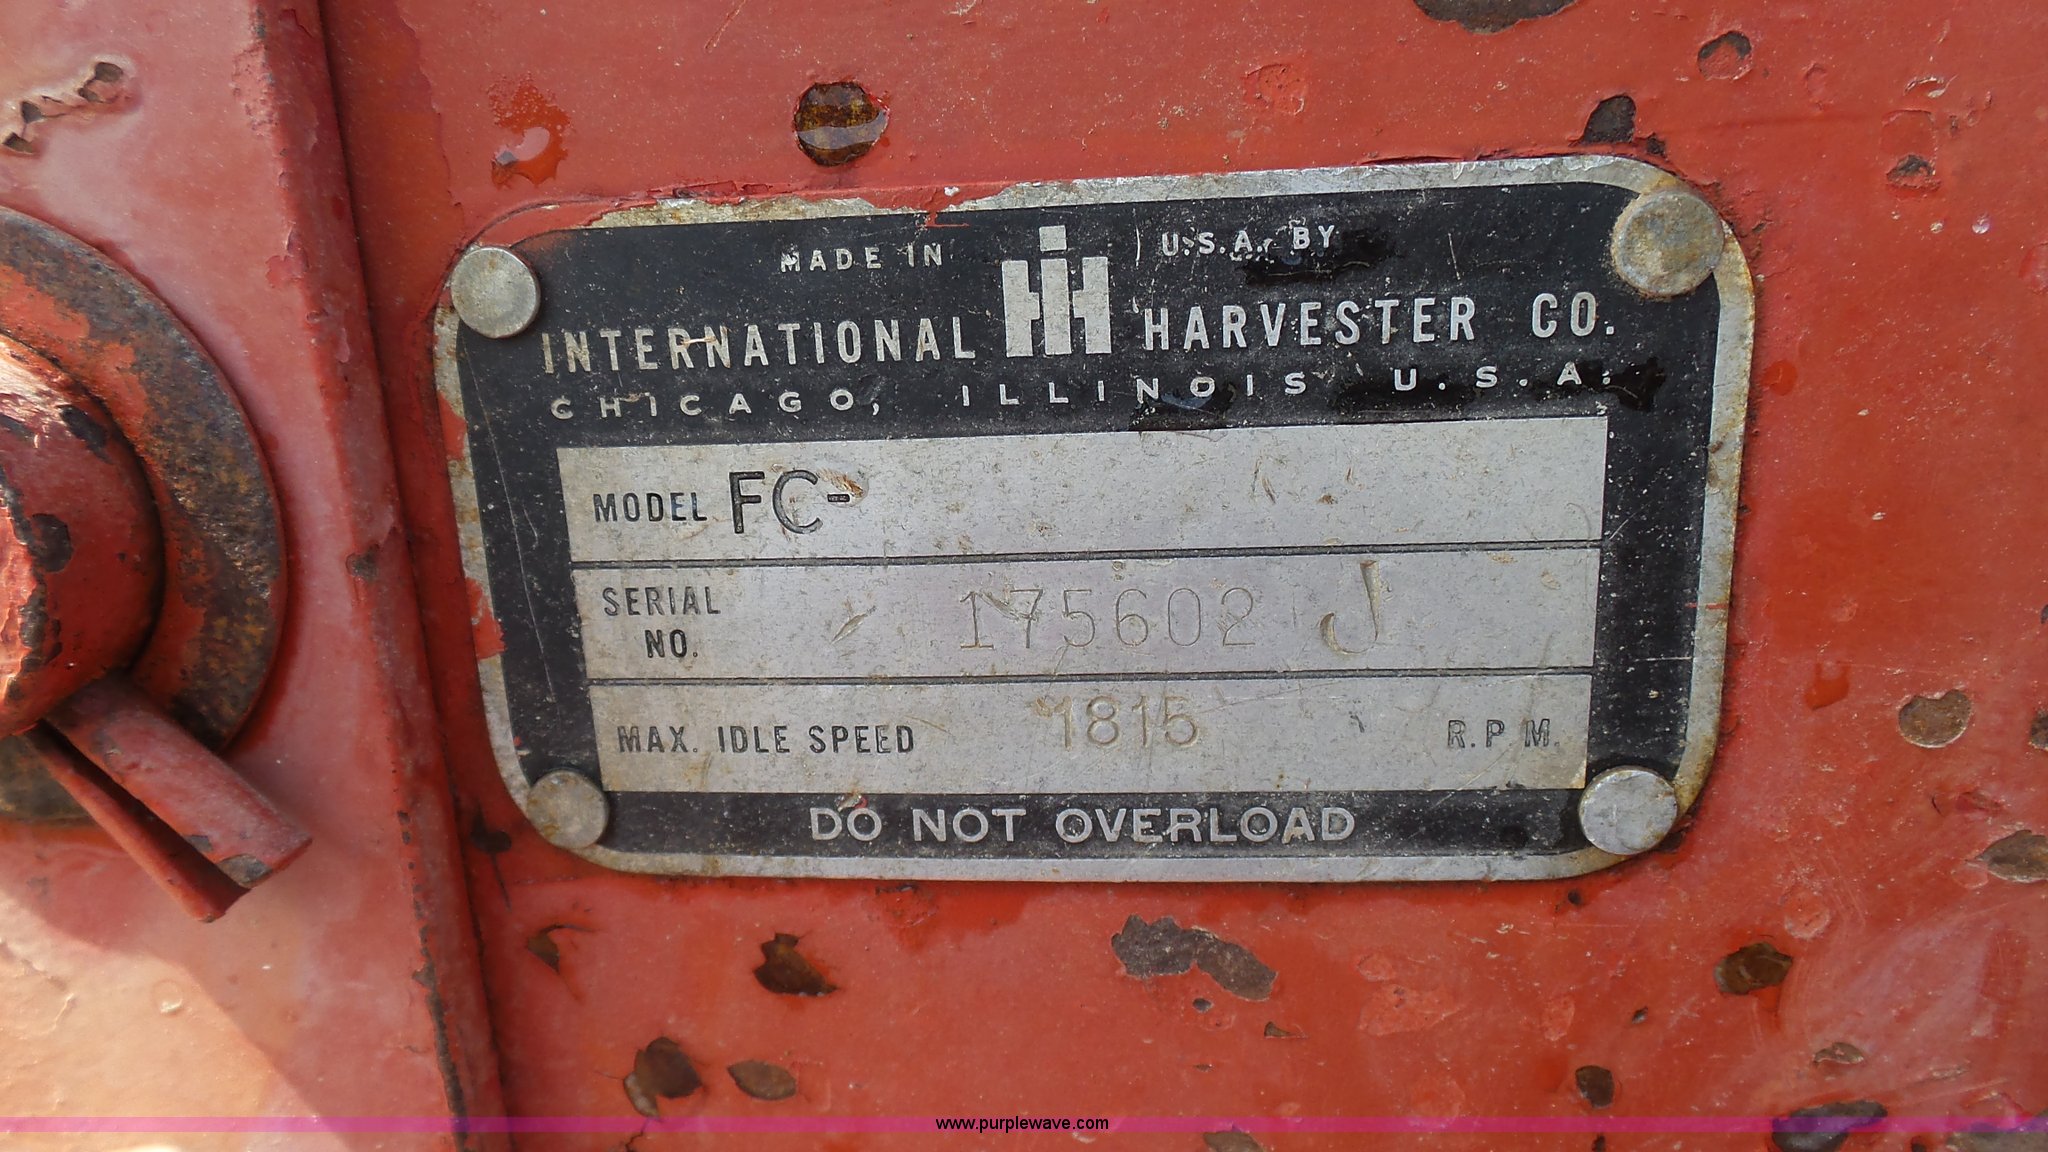 MADE IN IH U.S.A. BY
INTERNATIONAL HARVESTER CO.
CHICAGO, ILLINOIS U.S.A.
MODEL FC-
SERIAL NO. 175602 J
MAX. IDLE SPEED 1815 R.P.M.
DO NOT OVERLOAD
www.purplewave.com